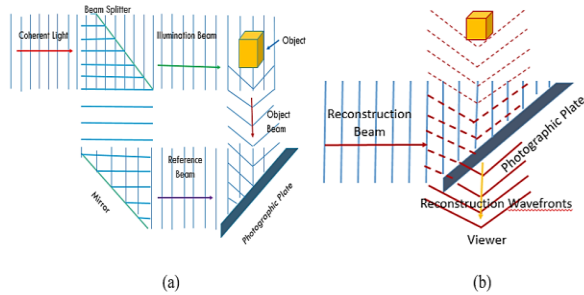 Beam Splitter
Coherent Light
Illumination Beam
Object
Object
Beam
Reference
Beam
Mirror
Photographic Plate
(a)
Reconstruction
Beam
Photographic Plate
Reconstruction Wavefronts
Viewer
(b)